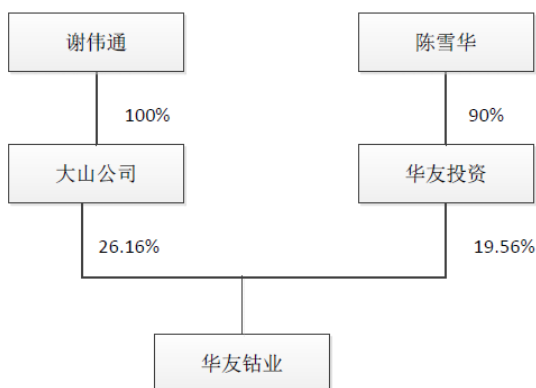 谢伟通
陈雪华
100%
90%
大山公司
华友投资
26.16%
19.56%
华友钴业